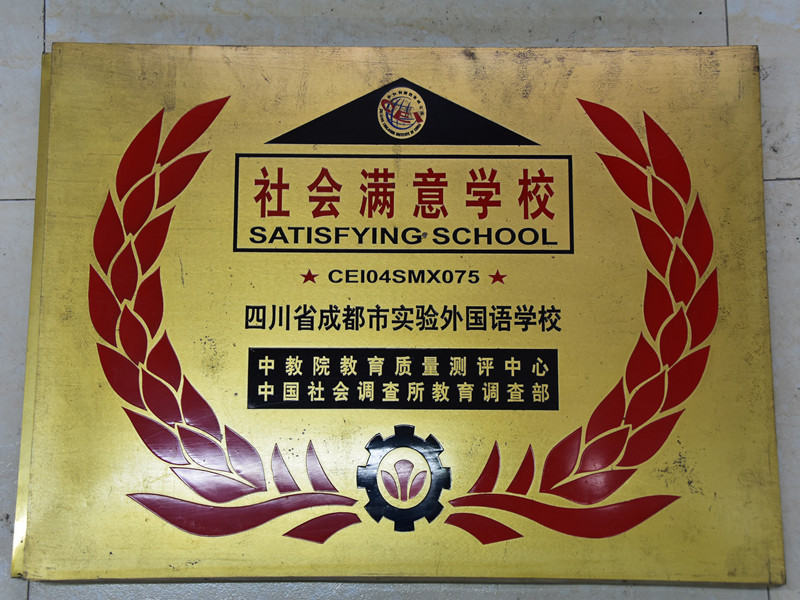 社会满意学校
SATISFYING SCHOOL
★ CEI04SMX075 ★
四川省成都市实验外国语学校
中教院教育质量测评中心
中国社会调查所教育调查部